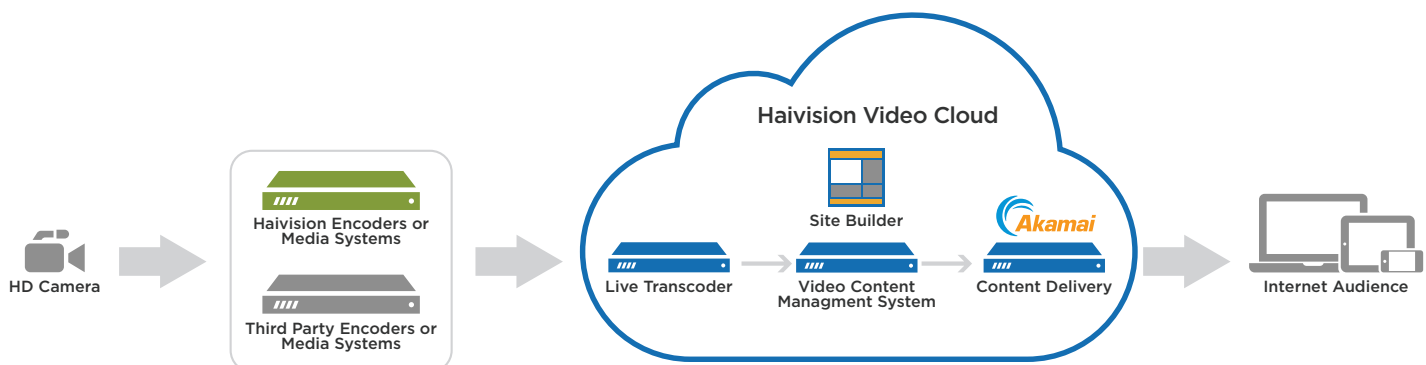 HD Camera
Haivision Encoders or
Media Systems
Third Party Encoders or
Media Systems
Haivision Video Cloud
Site Builder
Akamai
Live Transcoder
Video Content
Managment System
Content Delivery
Internet Audience